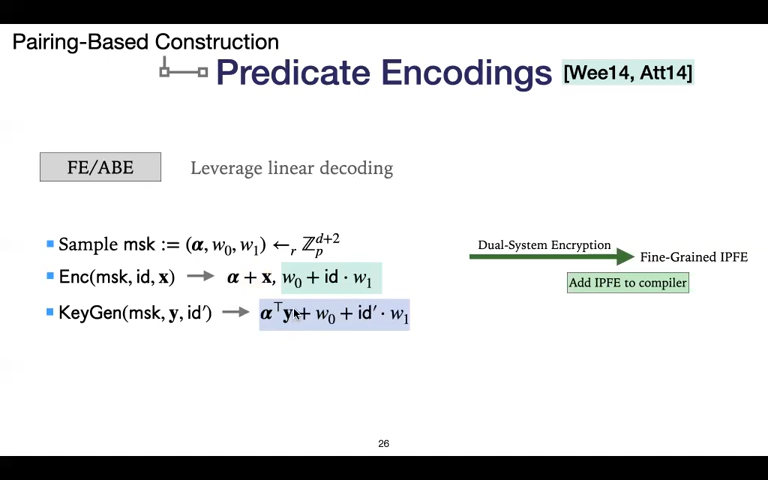 Pairing-Based Construction
Predicate Encodings [Wee14, Att14]
FE/ABE Leverage linear decoding
Sample msk := (α, w₀, w₁) ←ᵣ ℤₚᵈ⁺²
Enc(msk, id, x) → α + x, w₀ + id · w₁
KeyGen(msk, y, id′) → α⊤y + w₀ + id′ · w₁
Dual-System Encryption
Fine-Grained IPFE
Add IPFE to compiler
26